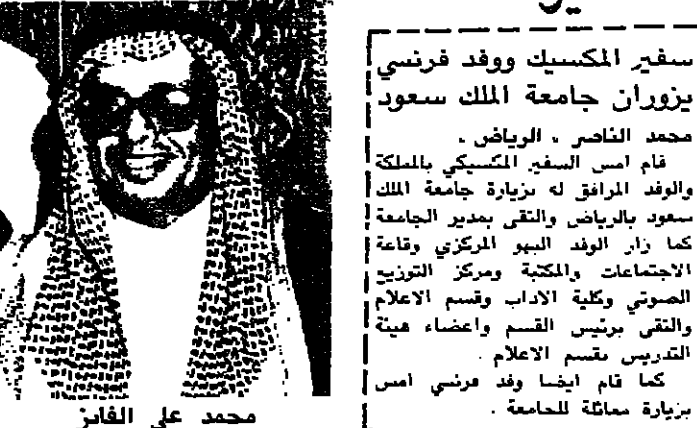 سفير المكسيك ووفد فرنسي
يزوران جامعة الملك سعود
محمد الناصر ـ الرياض ـ
قام امس السفير المكسيكي بالمملكة
والوفد المرافق له بزيارة جامعة الملك
سعود بالرياض والتقى بمدير الجامعة
كما زار الوفد البهو المركزي وقاعة
الاجتماعات والمكتبة ومركز التوزيع
الصوتي وكلية الاداب وقسم الاعلام
والتقى برئيس القسم واعضاء هيئة
التدريس بقسم الاعلام .
كما قام ايضا وفد فرنسي امس
بزيارة مماثلة للجامعة .
محمد علي الفايز